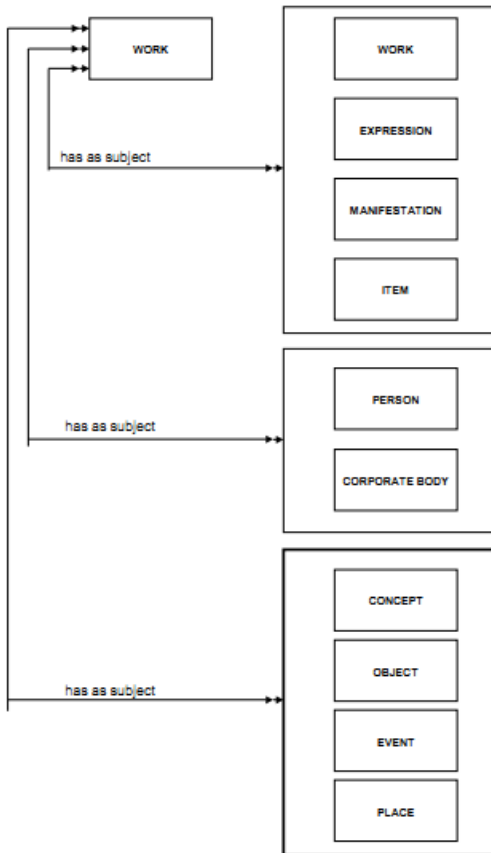 WORK
WORK
EXPRESSION
has as subject
MANIFESTATION
ITEM
PERSON
has as subject
CORPORATE BODY
CONCEPT
OBJECT
has as subject
EVENT
PLACE